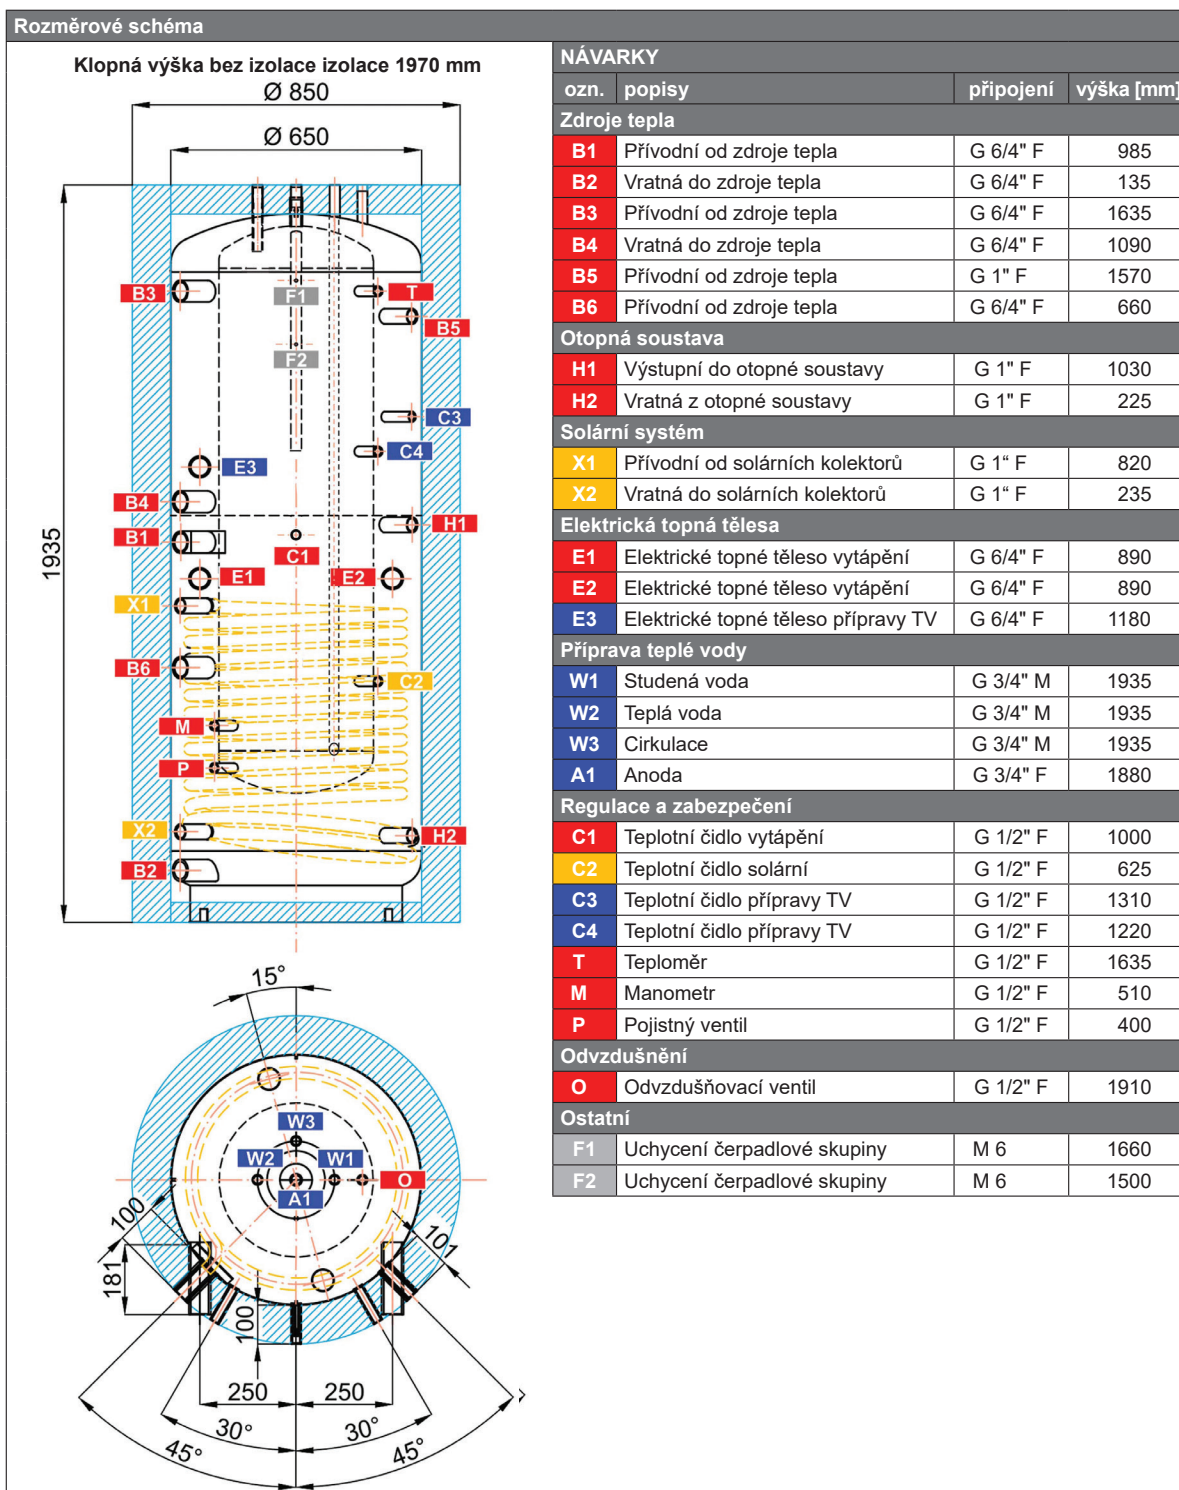 Rozměrové schéma
Klopná výška bez izolace izolace 1970 mm
Ø 850
Ø 650
1935
B3
F1
T
B5
F2
C3
C4
E3
B4
H1
B1
C1
E1
E2
X1
B6
C2
M
P
X2
H2
B2
15°
W3
W2
W1
O
A1
100
101
181
100
250
250
30°
30°
45°
45°
NÁVARKY
ozn. popisy připojení výška [mm]
Zdroje tepla
B1 Přívodní od zdroje tepla G 6/4" F 985
B2 Vratná do zdroje tepla G 6/4" F 135
B3 Přívodní od zdroje tepla G 6/4" F 1635
B4 Vratná do zdroje tepla G 6/4" F 1090
B5 Přívodní od zdroje tepla G 1" F 1570
B6 Přívodní od zdroje tepla G 6/4" F 660
Otopná soustava
H1 Výstupní do otopné soustavy G 1" F 1030
H2 Vratná z otopné soustavy G 1" F 225
Solární systém
X1 Přívodní od solárních kolektorů G 1“ F 820
X2 Vratná do solárních kolektorů G 1“ F 235
Elektrická topná tělesa
E1 Elektrické topné těleso vytápění G 6/4" F 890
E2 Elektrické topné těleso vytápění G 6/4" F 890
E3 Elektrické topné těleso přípravy TV G 6/4" F 1180
Příprava teplé vody
W1 Studená voda G 3/4" M 1935
W2 Teplá voda G 3/4" M 1935
W3 Cirkulace G 3/4" M 1935
A1 Anoda G 3/4" F 1880
Regulace a zabezpečení
C1 Teplotní čidlo vytápění G 1/2" F 1000
C2 Teplotní čidlo solární G 1/2" F 625
C3 Teplotní čidlo přípravy TV G 1/2" F 1310
C4 Teplotní čidlo přípravy TV G 1/2" F 1220
T Teploměr G 1/2" F 1635
M Manometr G 1/2" F 510
P Pojistný ventil G 1/2" F 400
Odvzdušnění
O Odvzdušňovací ventil G 1/2" F 1910
Ostatní
F1 Uchycení čerpadlové skupiny M 6 1660
F2 Uchycení čerpadlové skupiny M 6 1500